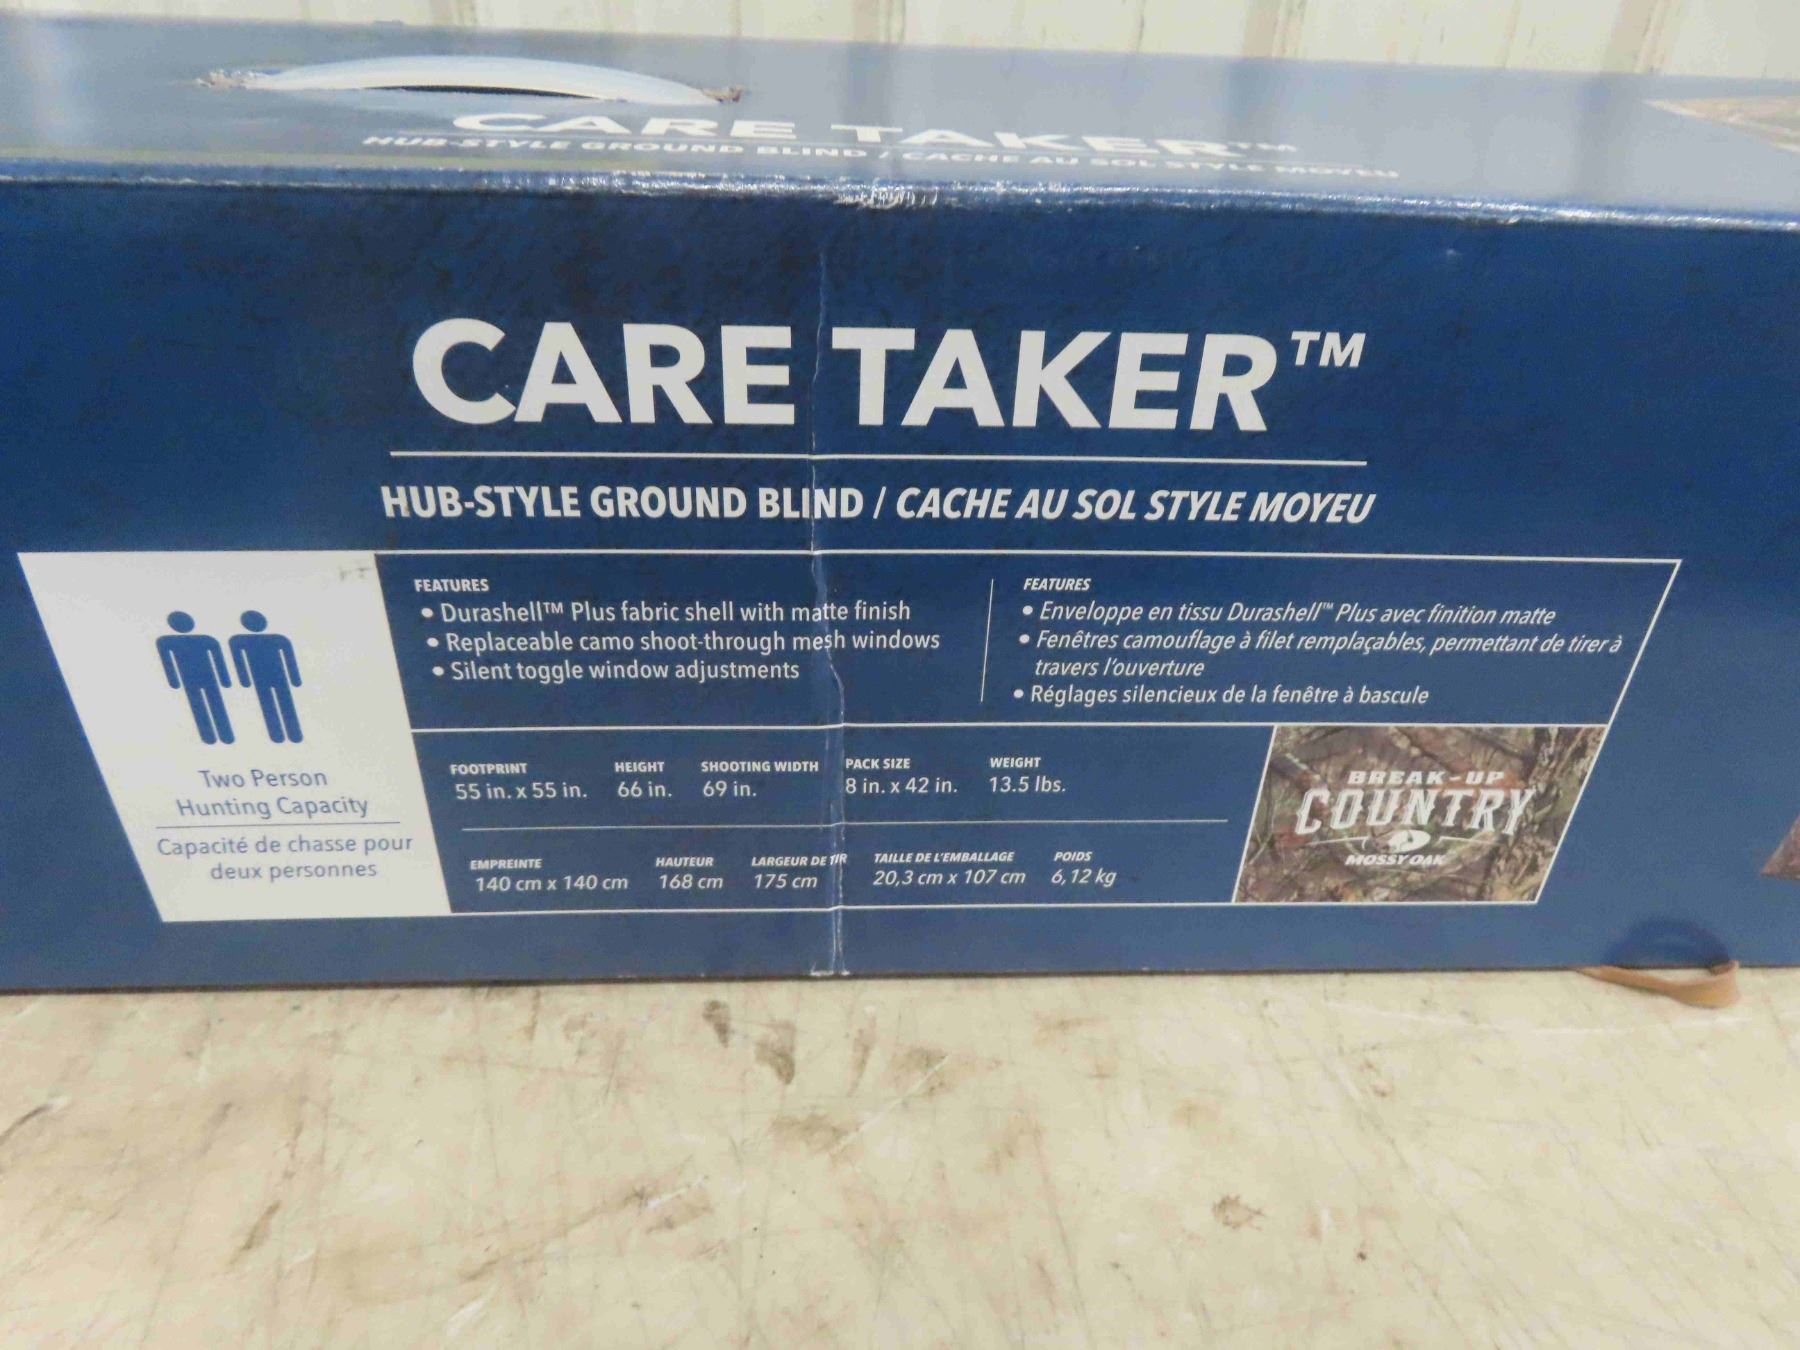 CARE TAKER™
HUB-STYLE GROUND BLIND / CACHE AU SOL STYLE MOYEU
CARE TAKER™
HUB-STYLE GROUND BLIND / CACHE AU SOL STYLE MOYEU
Two Person
Hunting Capacity
Capacité de chasse pour
deux personnes
FEATURES
• Durashell™ Plus fabric shell with matte finish
• Replaceable camo shoot-through mesh windows
• Silent toggle window adjustments
FEATURES
• Enveloppe en tissu Durashell™ Plus avec finition matte
• Fenêtres camouflage à filet remplaçables, permettant de tirer à
travers l'ouverture
• Réglages silencieux de la fenêtre à bascule
FOOTPRINT HEIGHT SHOOTING WIDTH PACK SIZE WEIGHT
55 in. x 55 in. 66 in. 69 in. 8 in. x 42 in. 13.5 lbs.
EMPREINTE HAUTEUR LARGEUR DE TIR TAILLE DE L'EMBALLAGE POIDS
140 cm x 140 cm 168 cm 175 cm 20,3 cm x 107 cm 6,12 kg
BREAK-UP
COUNTRY
MOSSY OAK